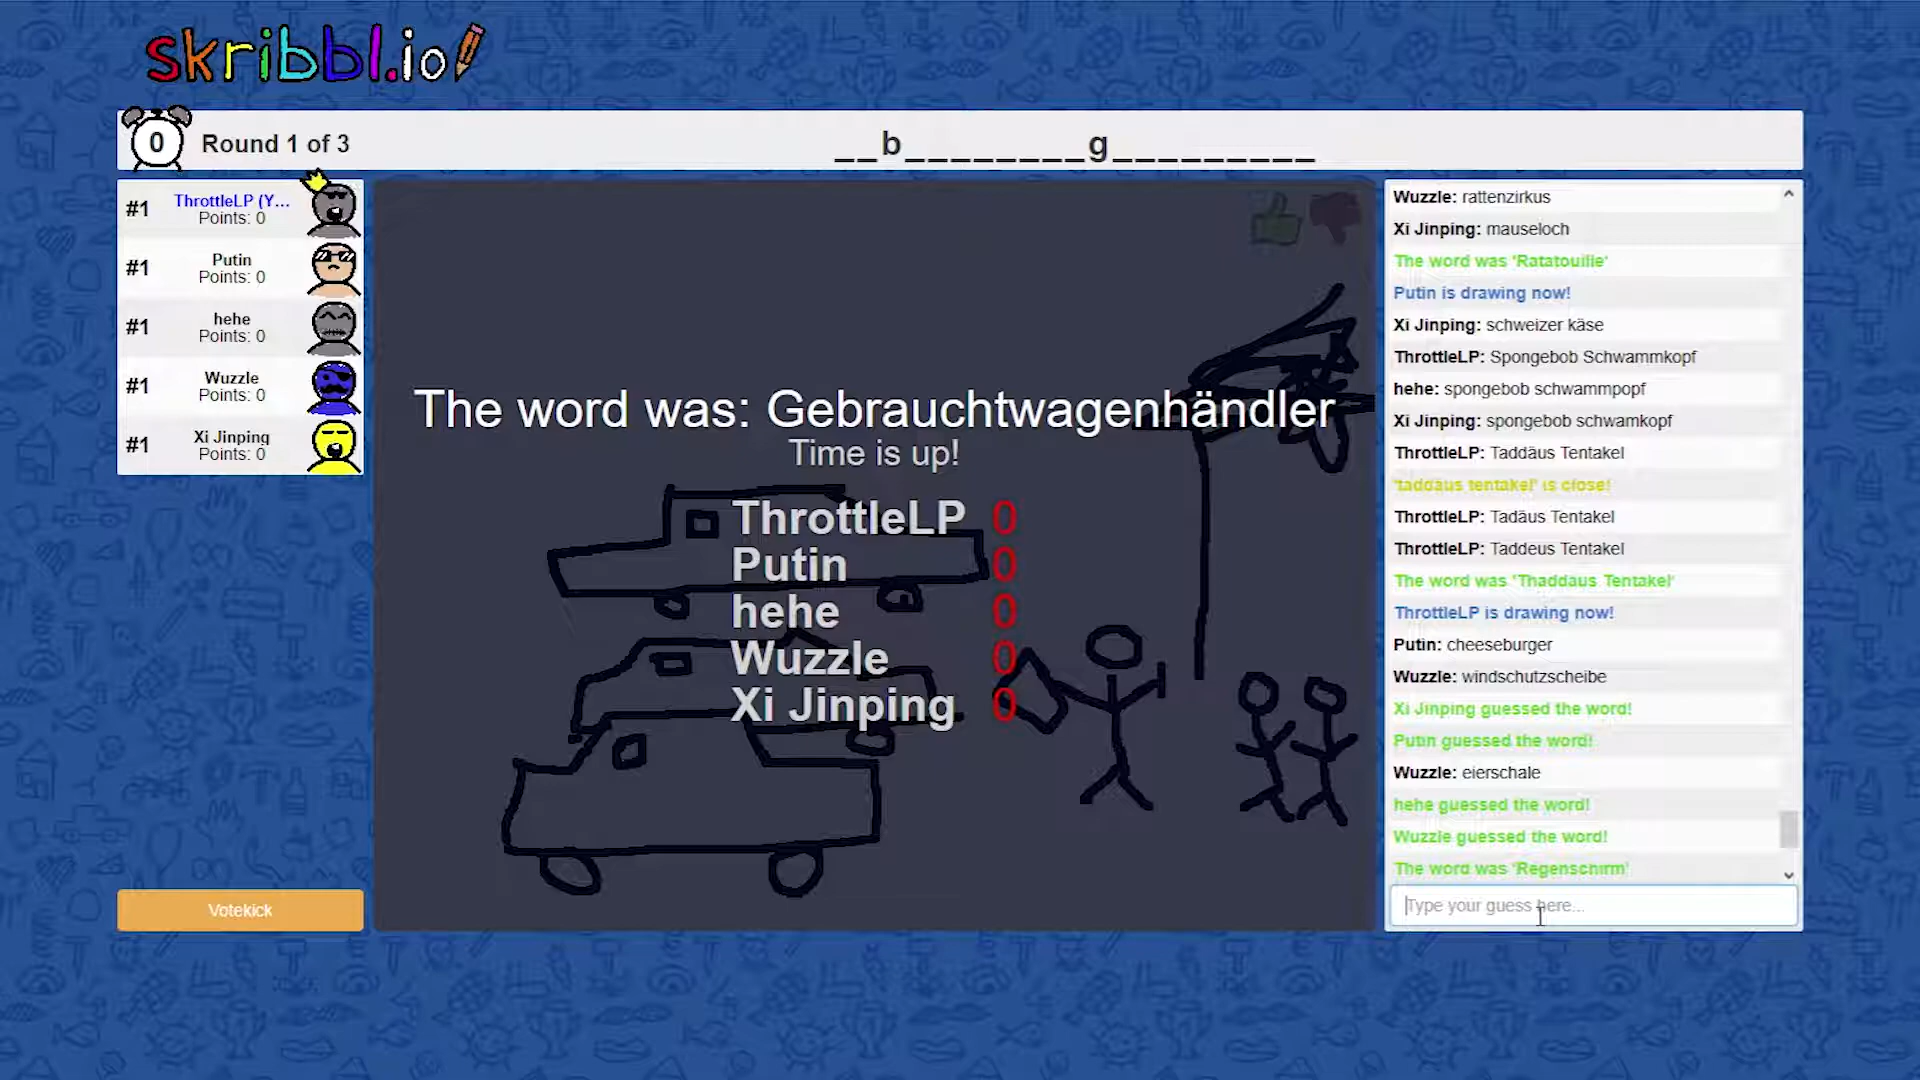 skribbl.io
0
Round 1 of 3
__b________g_________
#1
ThrottleLP (Y...
Points: 0
#1
Putin
Points: 0
#1
hehe
Points: 0
#1
Wuzzle
Points: 0
#1
Xi Jinping
Points: 0
Votekick
The word was: Gebrauchtwagenhändler
Time is up!
ThrottleLP 0
Putin 0
hehe 0
Wuzzle 0
Xi Jinping 0
Wuzzle: rattenzirkus
Xi Jinping: mauseloch
The word was 'Ratatouille'
Putin is drawing now!
Xi Jinping: schweizer käse
ThrottleLP: Spongebob Schwammkopf
hehe: spongebob schwammpopf
Xi Jinping: spongebob schwamkopf
ThrottleLP: Taddäus Tentakel
'taddäus tentakel' is close!
ThrottleLP: Tadäus Tentakel
ThrottleLP: Taddeus Tentakel
The word was 'Thaddäus Tentakel'
ThrottleLP is drawing now!
Putin: cheeseburger
Wuzzle: windschutzscheibe
Xi Jinping guessed the word!
Putin guessed the word!
Wuzzle: eierschale
hehe guessed the word!
Wuzzle guessed the word!
The word was 'Regenschirm'
Type your guess here...